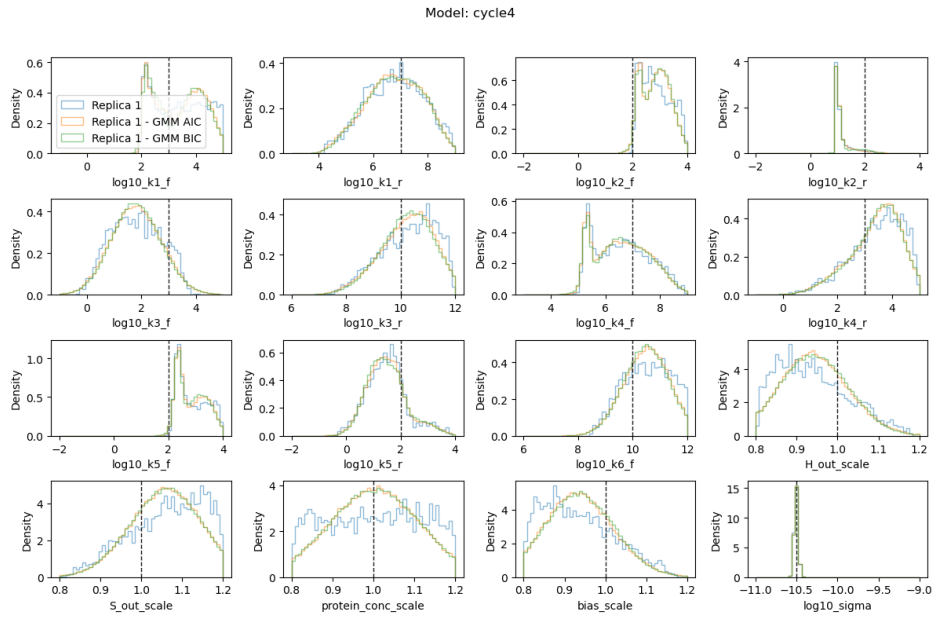 Model: cycle4
Density
0.6
0.4
0.2
0.0
0 2 4
log10_k1_f
Replica 1
Replica 1 - GMM AIC
Replica 1 - GMM BIC
Density
0.4
0.2
0.0
4 6 8
log10_k1_r
Density
0.6
0.4
0.2
0.0
−2 0 2 4
log10_k2_f
Density
4
2
0
−2 0 2 4
log10_k2_r
Density
0.4
0.2
0.0
0 2 4
log10_k3_f
Density
0.4
0.2
0.0
6 8 10 12
log10_k3_r
Density
0.6
0.4
0.2
0.0
4 6 8
log10_k4_f
Density
0.4
0.2
0.0
0 2 4
log10_k4_r
Density
1.0
0.5
0.0
−2 0 2 4
log10_k5_f
Density
0.6
0.4
0.2
0.0
−2 0 2 4
log10_k5_r
Density
0.4
0.2
0.0
6 8 10 12
log10_k6_f
Density
4
2
0
0.8 0.9 1.0 1.1 1.2
H_out_scale
Density
4
2
0
0.8 0.9 1.0 1.1 1.2
S_out_scale
Density
4
2
0
0.8 0.9 1.0 1.1 1.2
protein_conc_scale
Density
4
2
0
0.8 0.9 1.0 1.1 1.2
bias_scale
Density
15
10
5
0
−11.0 −10.5 −10.0 −9.5 −9.0
log10_sigma